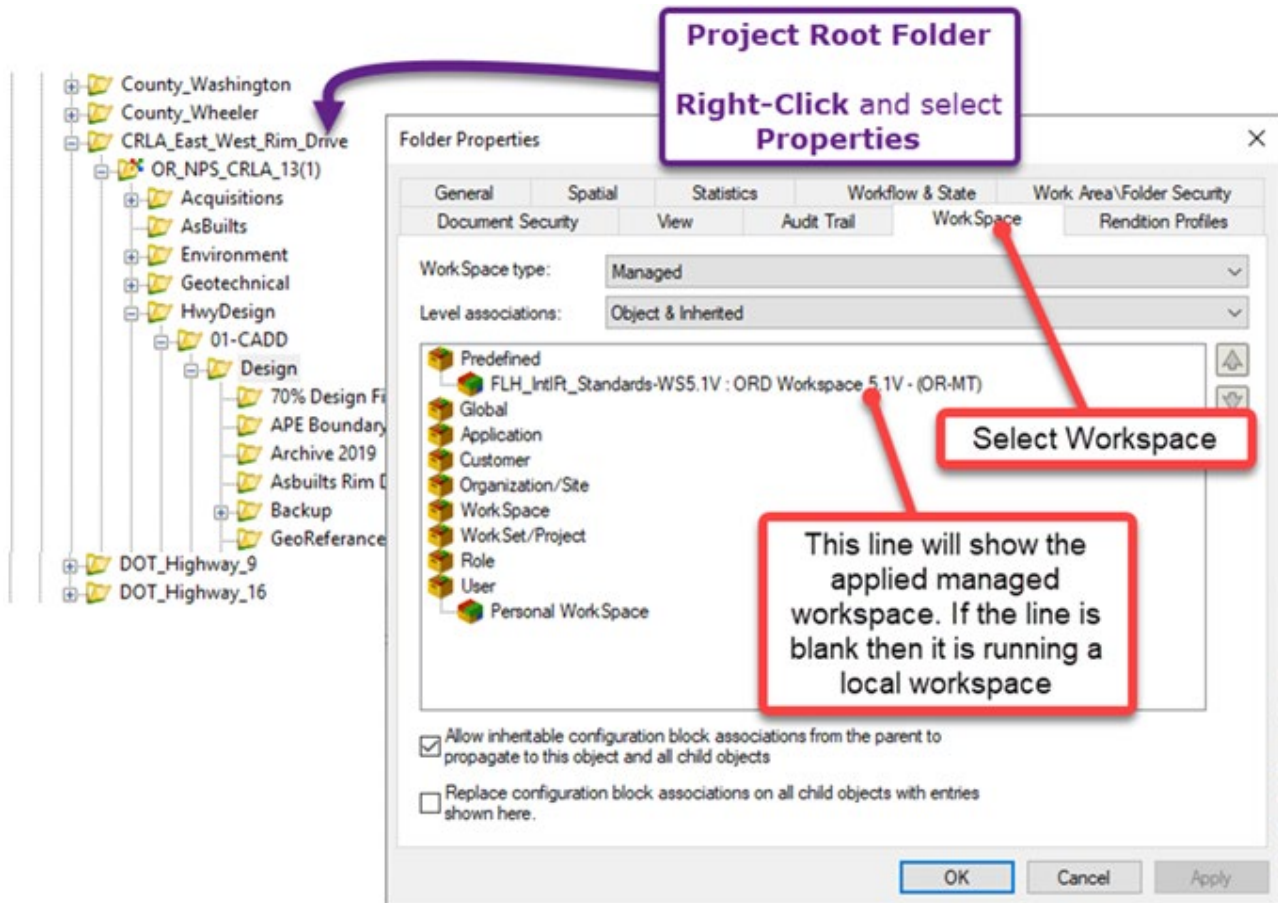 Project Root Folder
Right-Click and select
Properties
County_Washington
County_Wheeler
CRLA_East_West_Rim_Drive
OR_NPS_CRLA_13(1)
Acquisitions
AsBuilts
Environment
Geotechnical
HwyDesign
01-CADD
Design
70% Design Fi
APE Boundary
Archive 2019
Asbuilts Rim D
Backup
GeoReferance
DOT_Highway_9
DOT_Highway_16
Folder Properties
General Spatial Statistics Workflow & State Work Area\Folder Security
Document Security View Audit Trail WorkSpace Rendition Profiles
WorkSpace type: Managed
Level associations: Object & Inherited
Predefined
FLH_IntlFt_Standards-WS5.1V : ORD Workspace 5.1V - (OR-MT)
Global
Application
Customer
Organization/Site
WorkSpace
WorkSet/Project
Role
User
Personal WorkSpace
Select Workspace
This line will show the
applied managed
workspace. If the line is
blank then it is running a
local workspace
Allow inheritable configuration block associations from the parent to
propagate to this object and all child objects
Replace configuration block associations on all child objects with entries
shown here.
OK Cancel Apply